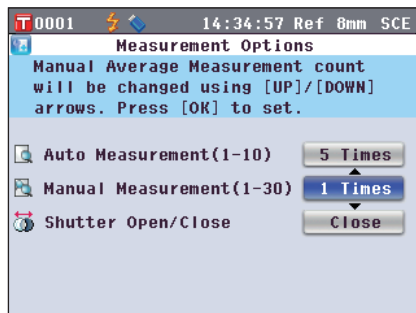 T 0001 14:34:57 Ref 8mm SCE
Measurement Options
Manual Average Measurement count
will be changed using [UP]/[DOWN]
arrows. Press [OK] to set.
Auto Measurement(1-10) 5 Times
Manual Measurement(1-30) 1 Times
Shutter Open/Close Close